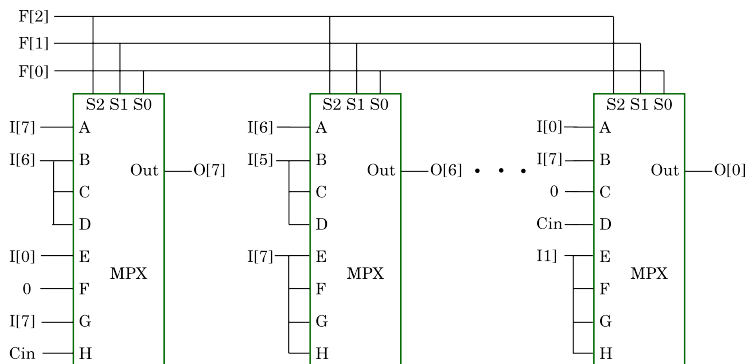 F[2]
F[1]
F[0]
S2 S1 S0 S2 S1 S0 S2 S1 S0
I[7] A I[6] A I[0] A
I[6] B I[5] B I[7] B
Out O[7] Out O[6] Out O[0]
C C 0 C
D D Cin D
I[0] E I[7] E I1] E
MPX MPX MPX
0 F F F
I[7] G G G
Cin H H H